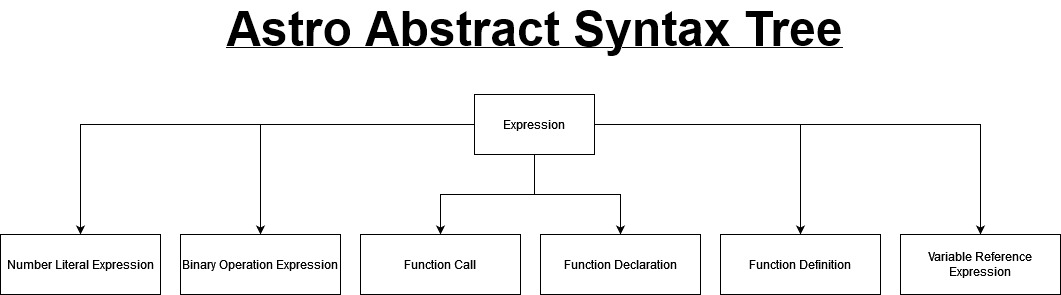 Astro Abstract Syntax Tree
Expression
Number Literal Expression
Binary Operation Expression
Function Call
Function Declaration
Function Definition
Variable Reference
Expression